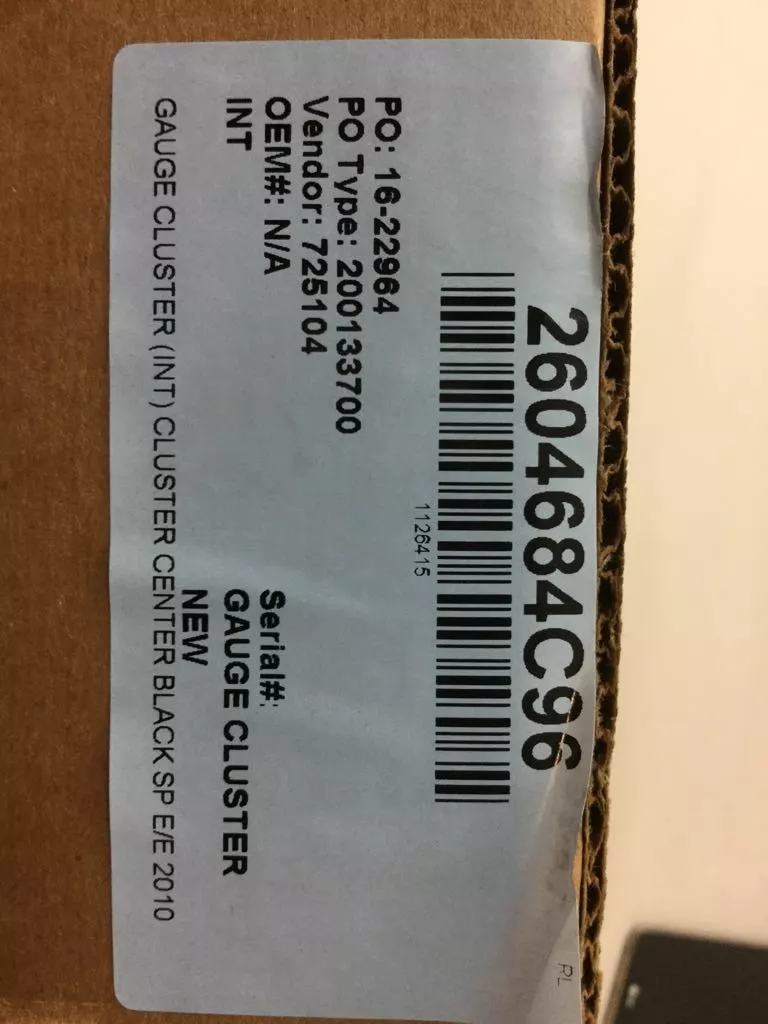 2604684C96
1126415
PO: 16-22964
PO Type: 200133700
Vendor: 725104
OEM#: N/A
INT
Serial#:
GAUGE CLUSTER
NEW
GAUGE CLUSTER (INT) CLUSTER CENTER BLACK SP E/E 2010
RL